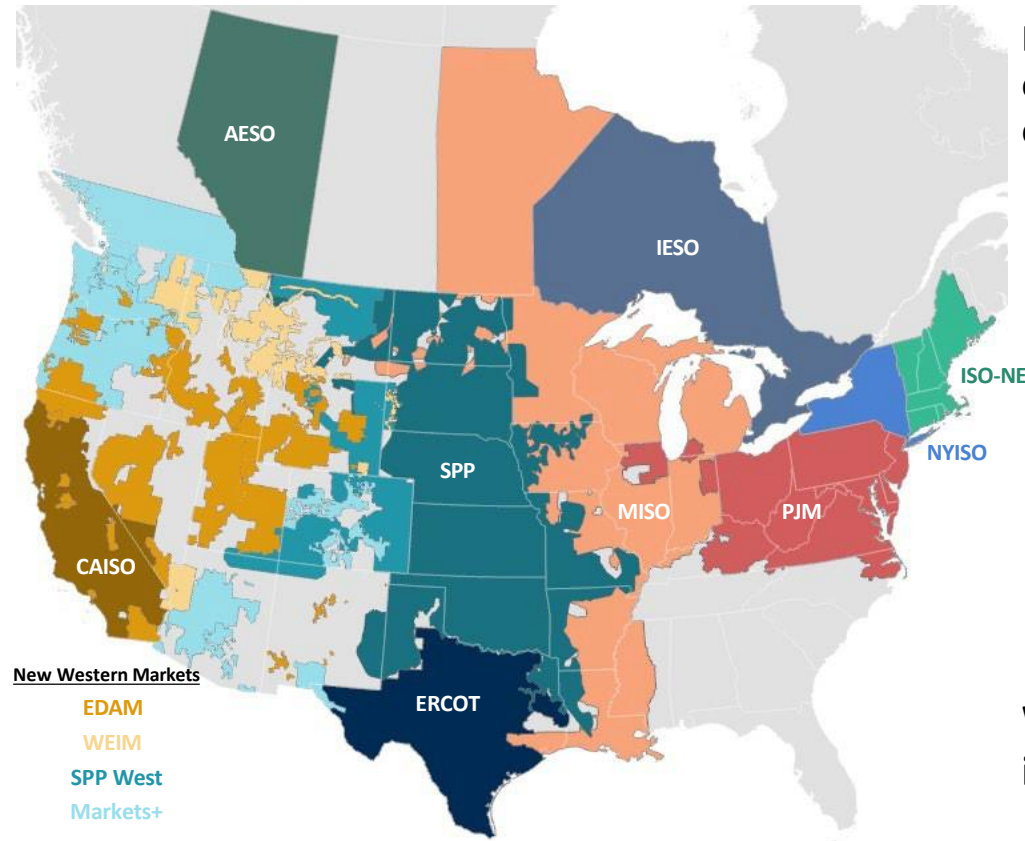 AESO
IESO
ISO-NE
NYISO
SPP
MISO
PJM
CAISO
ERCOT
New Western Markets
EDAM
WEIM
SPP West
Markets+